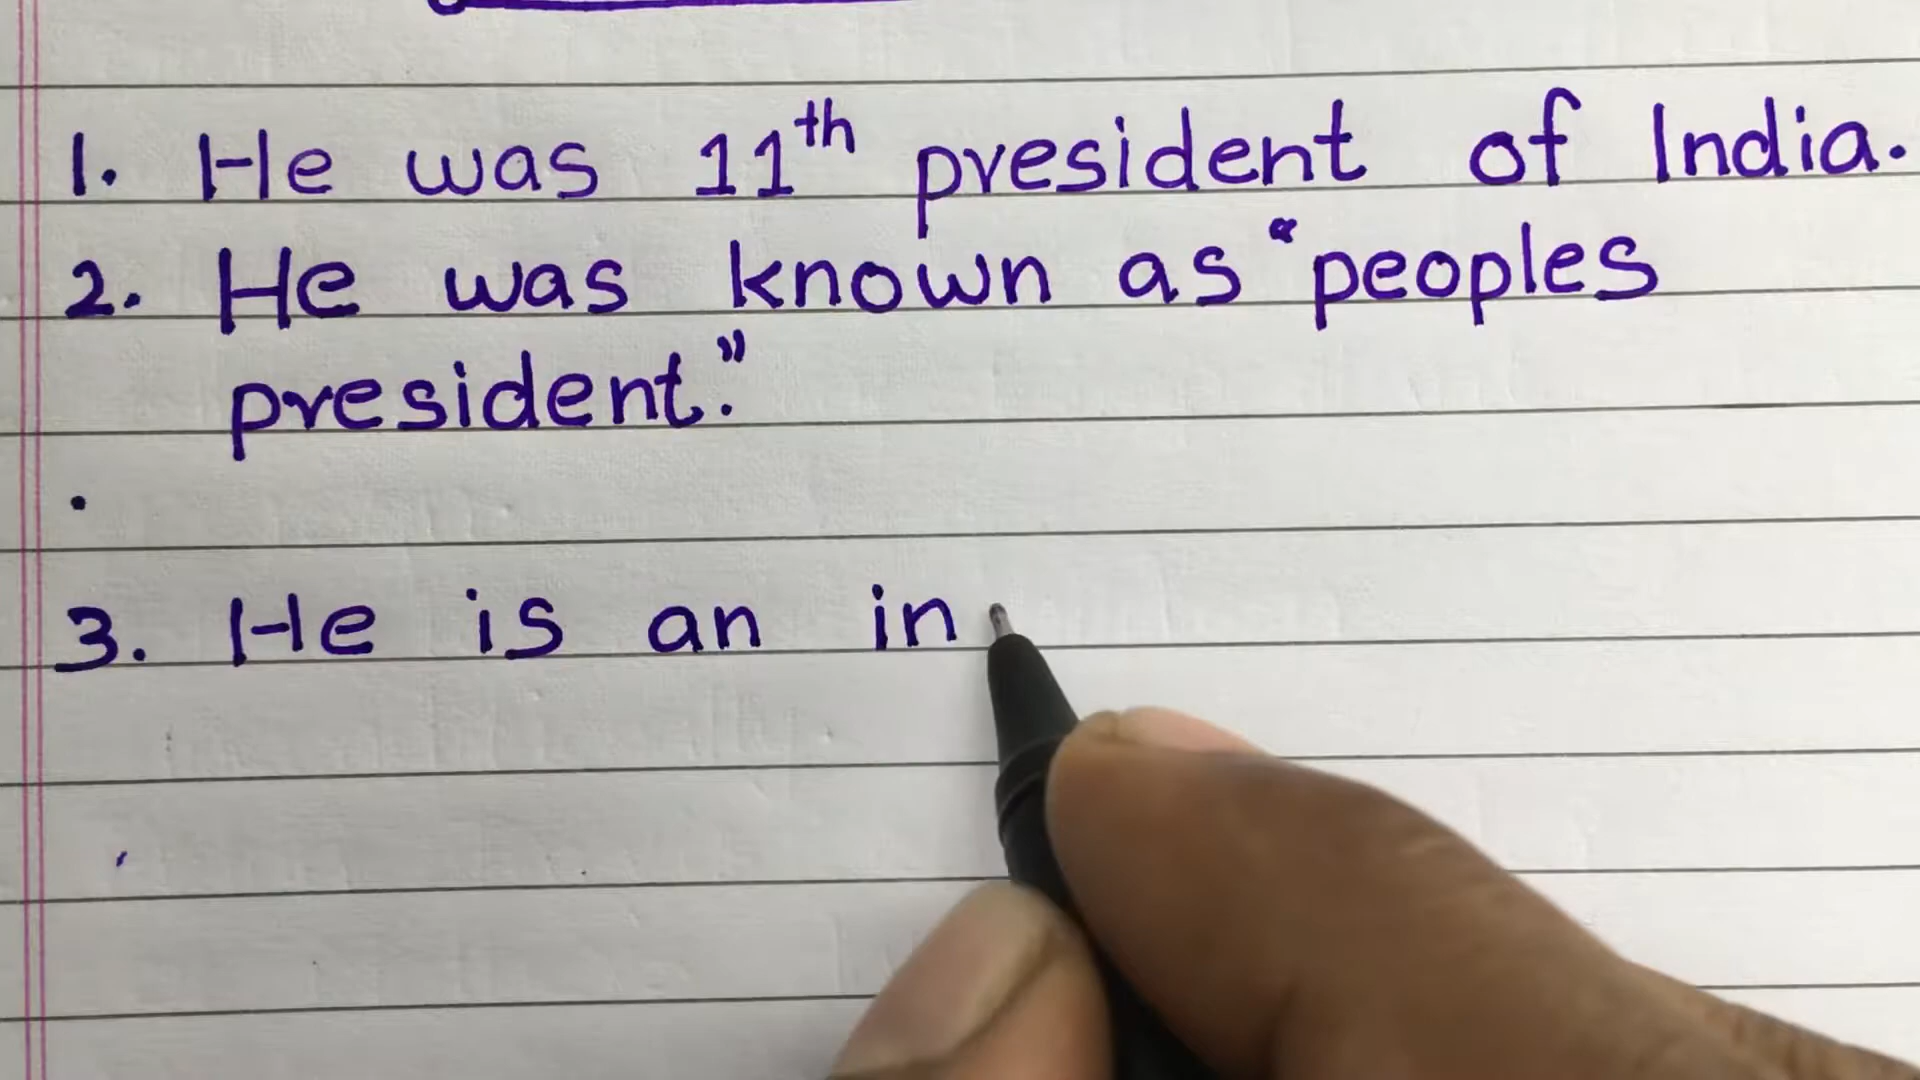 1. He was 11th president of India.
2. He was known as “peoples
president.”
.
3. He is an in